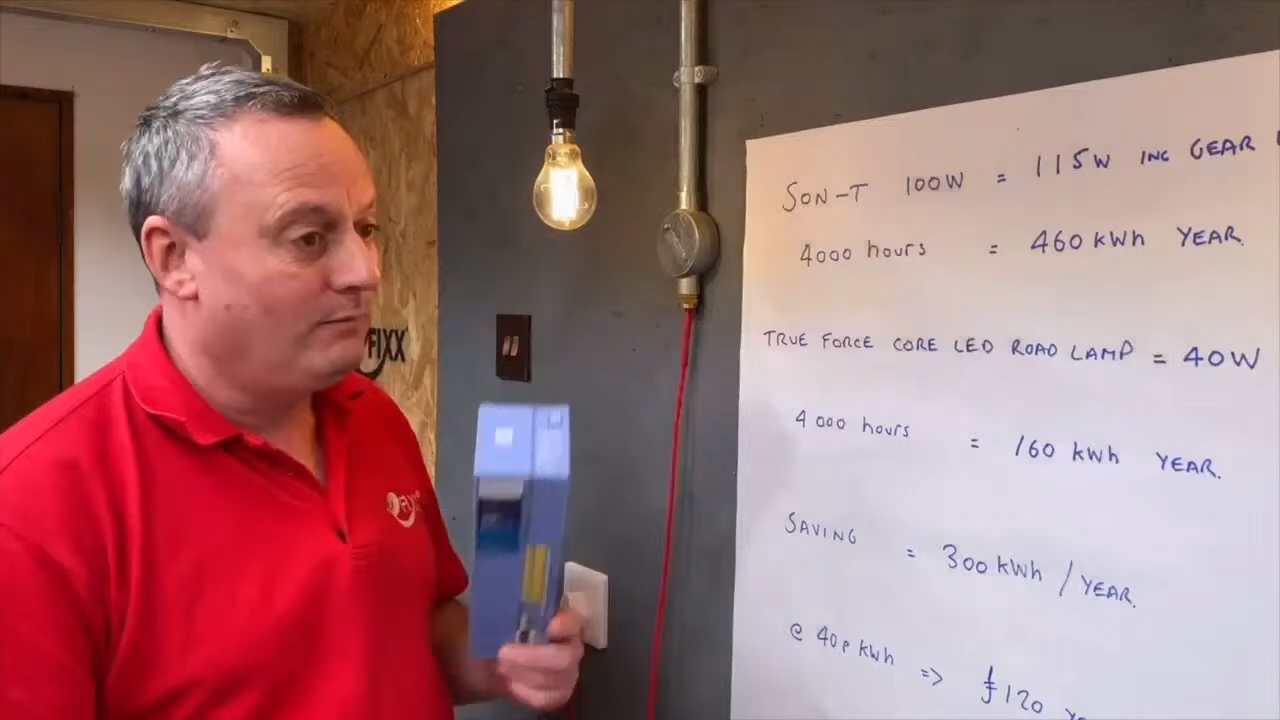 SON-T 100W = 115W INC GEAR
4000 hours = 460 kWh YEAR.
TRUE FORCE CORE LED ROAD LAMP = 40W
4000 hours = 160 kWh YEAR.
SAVING = 300 kWh / YEAR.
@ 40p kWh => £120
FIXX